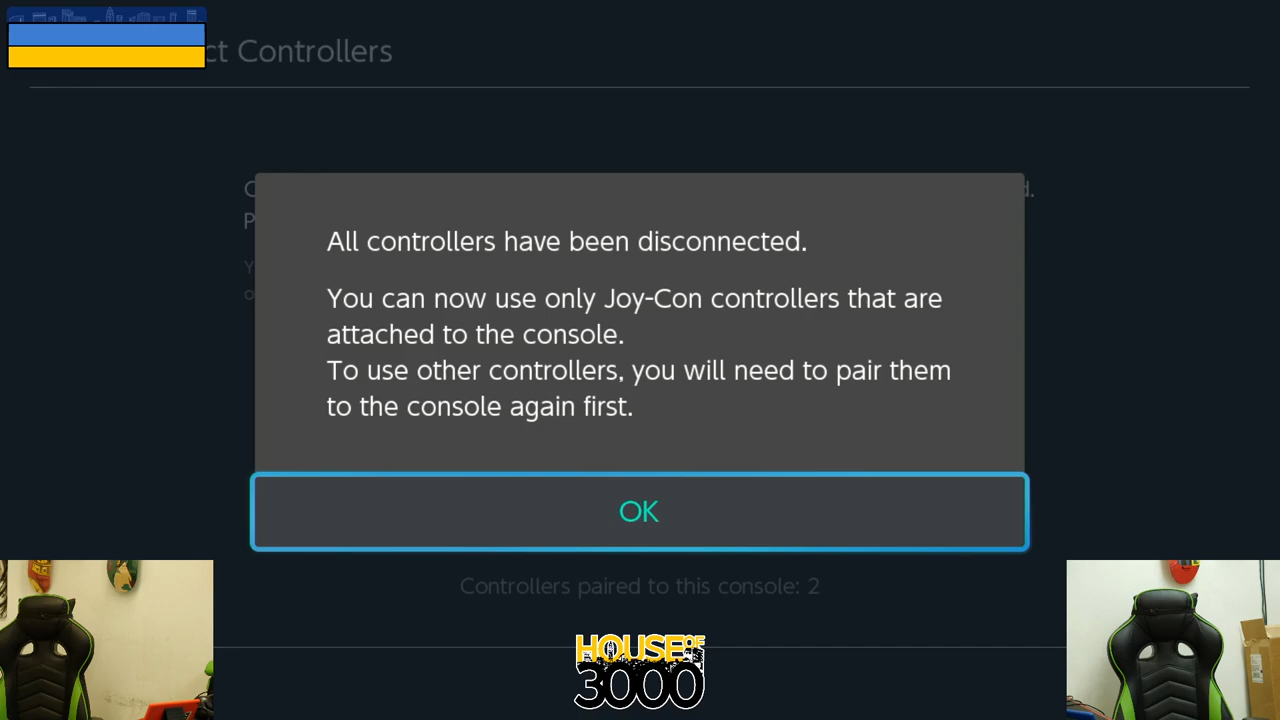 ct Controllers
All controllers have been disconnected.
You can now use only Joy-Con controllers that are
attached to the console.
To use other controllers, you will need to pair them
to the console again first.
OK
Controllers paired to this console: 2
HOUSE OF
3000